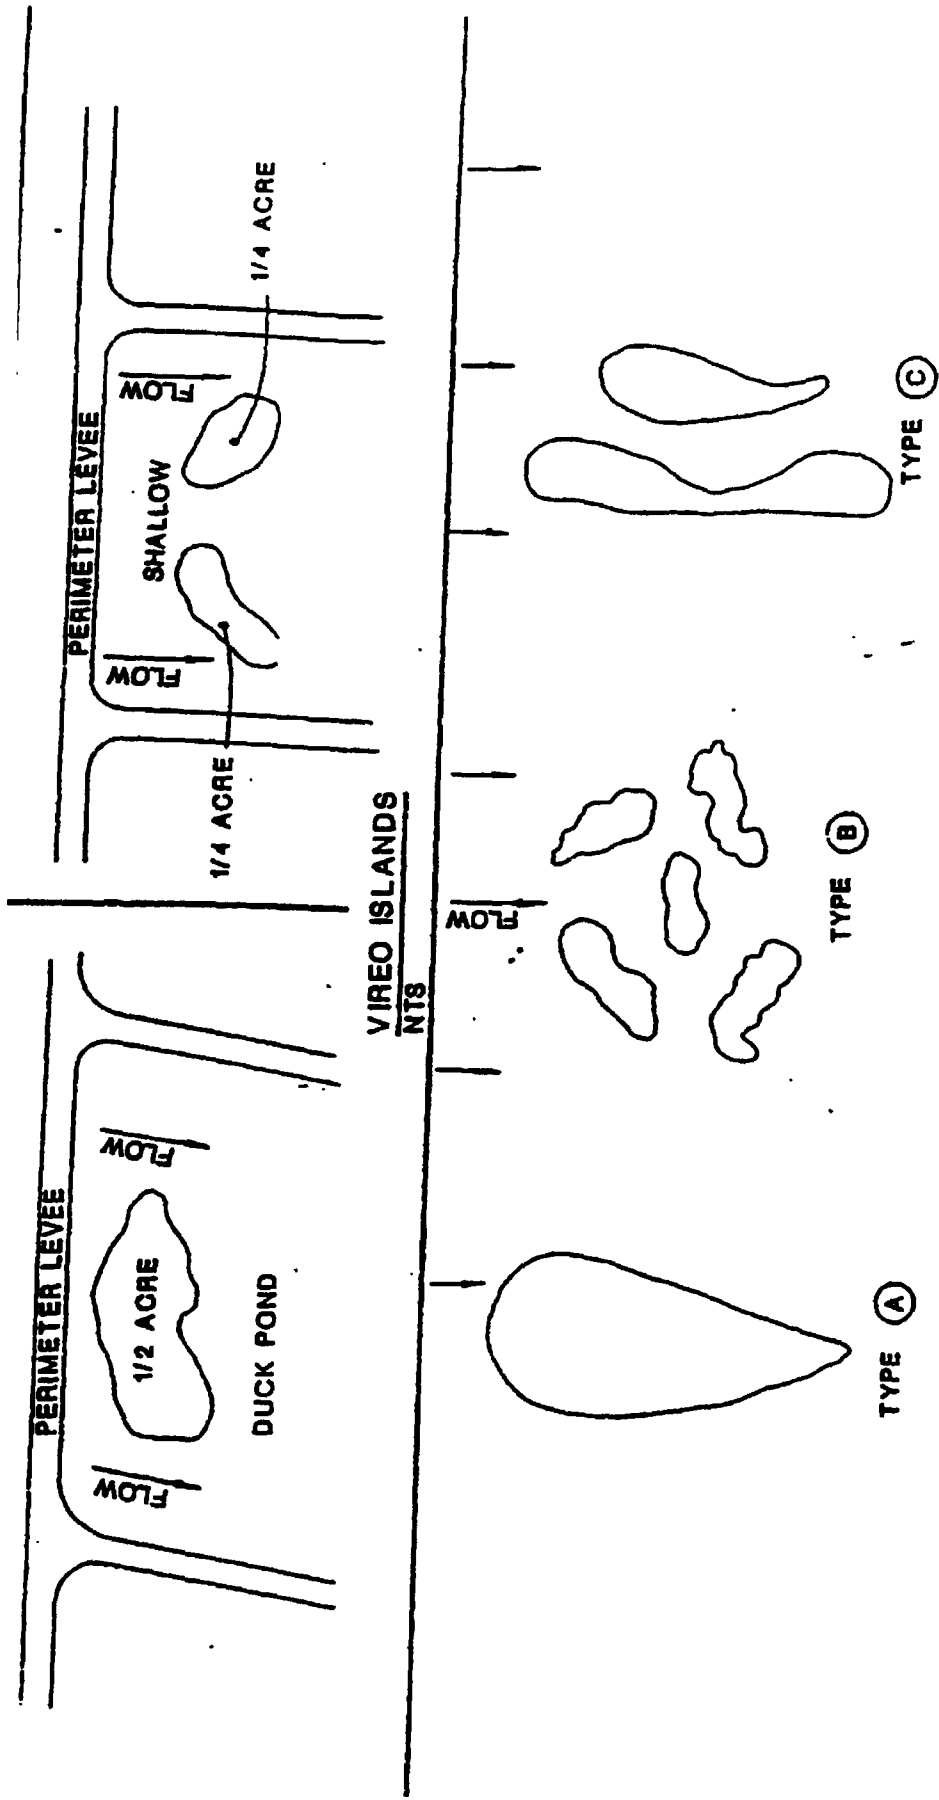 PERIMETER LEVEE
FLOW
1/2 ACRE
FLOW
DUCK POND
PERIMETER LEVEE
FLOW
SHALLOW
FLOW
1/4 ACRE
1/4 ACRE
VIREO ISLANDS
NTS
FLOW
TYPE A
TYPE B
TYPE C